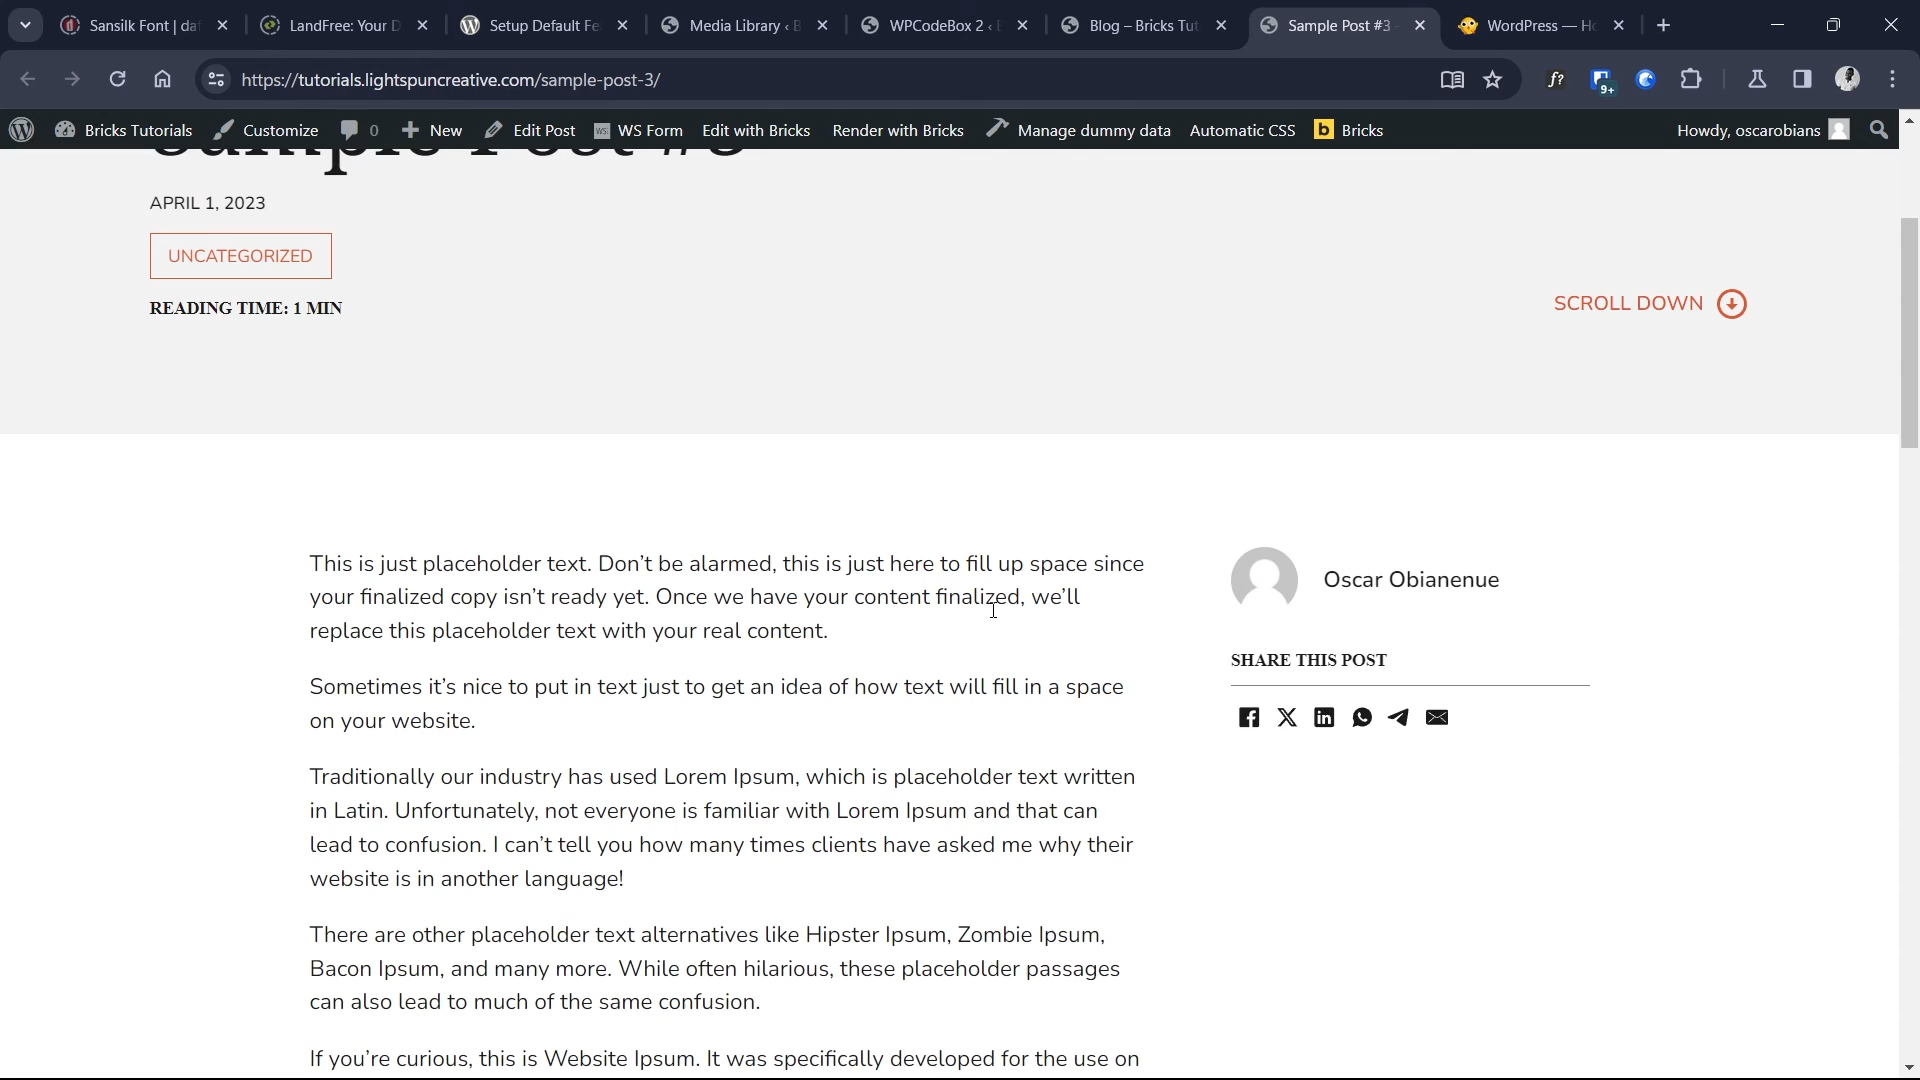 Sansilk Font | da
LandFree: Your D
Setup Default Fe
Media Library ‹ B
WPCodeBox 2 ‹ 
Blog – Bricks Tut
Sample Post #3
WordPress — Ho
https://tutorials.lightspuncreative.com/sample-post-3/
9+
Bricks Tutorials
Customize
0
New
Edit Post
WS Form
Edit with Bricks
Render with Bricks
Manage dummy data
Automatic CSS
b Bricks
Howdy, oscarobians
Sample Post #3
APRIL 1, 2023
UNCATEGORIZED
READING TIME: 1 MIN
SCROLL DOWN
This is just placeholder text. Don’t be alarmed, this is just here to fill up space since
your finalized copy isn’t ready yet. Once we have your content finalized, we’ll
replace this placeholder text with your real content.
Oscar Obianenue
SHARE THIS POST
Sometimes it’s nice to put in text just to get an idea of how text will fill in a space
on your website.
Traditionally our industry has used Lorem Ipsum, which is placeholder text written
in Latin. Unfortunately, not everyone is familiar with Lorem Ipsum and that can
lead to confusion. I can’t tell you how many times clients have asked me why their
website is in another language!
There are other placeholder text alternatives like Hipster Ipsum, Zombie Ipsum,
Bacon Ipsum, and many more. While often hilarious, these placeholder passages
can also lead to much of the same confusion.
If you’re curious, this is Website Ipsum. It was specifically developed for the use on